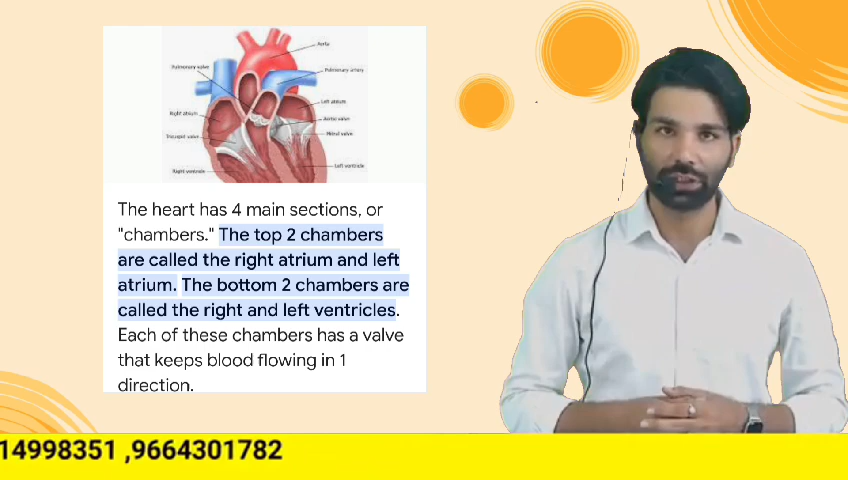 Aorta
Pulmonary valve
Pulmonary artery
Left atrium
Right atrium
Aortic valve
Mitral valve
Tricuspid valve
Left ventricle
Right ventricle
The heart has 4 main sections, or
"chambers." The top 2 chambers
are called the right atrium and left
atrium. The bottom 2 chambers are
called the right and left ventricles.
Each of these chambers has a valve
that keeps blood flowing in 1
direction.
14998351 ,9664301782